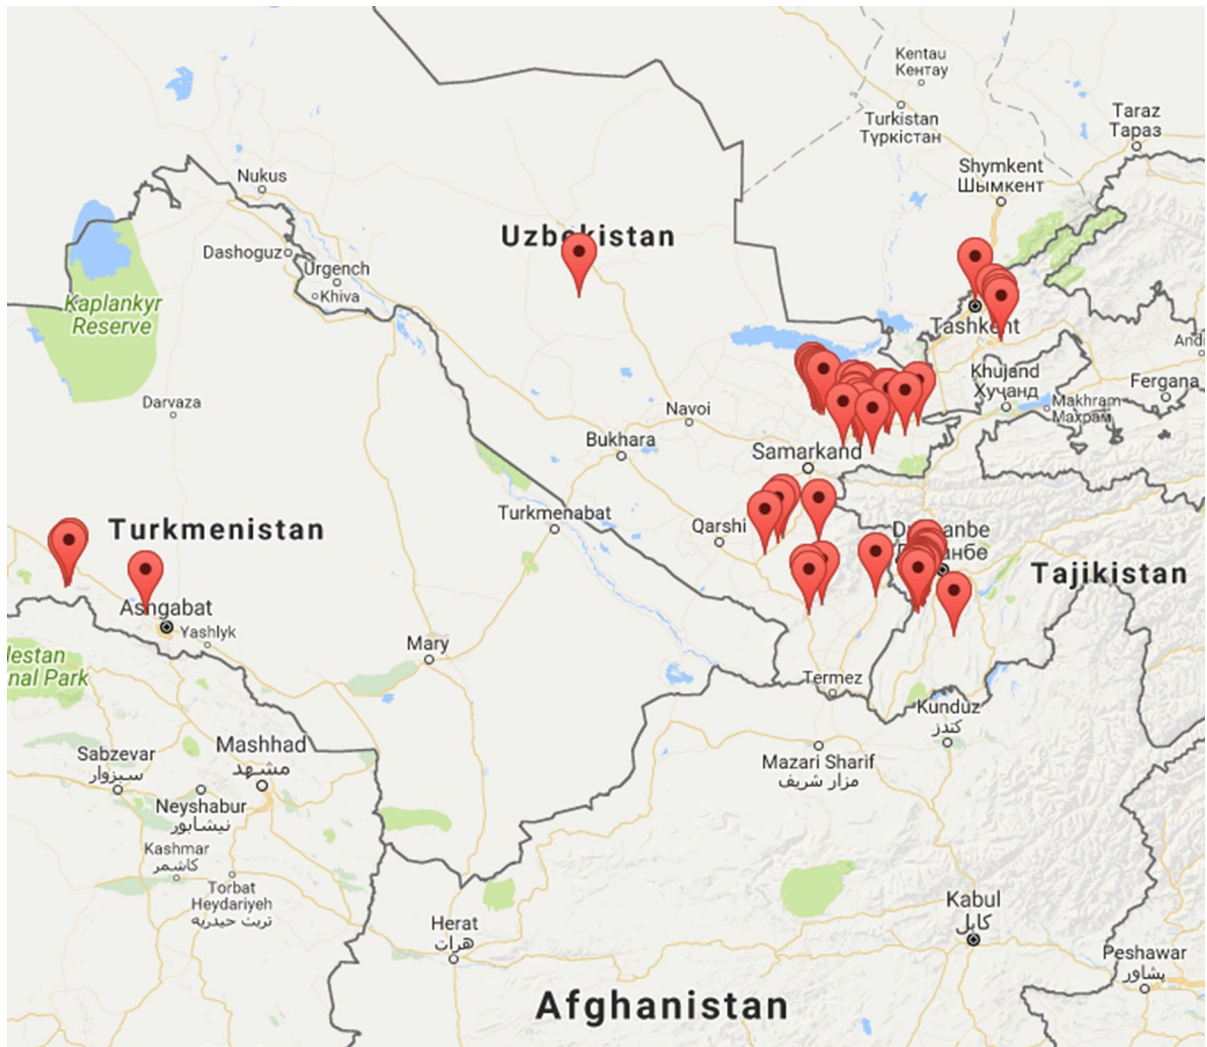 Kentau
Кентау
Taraz
Тараз
Turkistan
Түркістан
Shymkent
Шымкент
Nukus
Uzbekistan
Dashoguz
Urgench
Khiva
Kaplankyr
Reserve
Tashkent
Andi
Khujand
Хуҷанд
Fergana
Darvaza
Makhram
Махрам
Navoi
Bukhara
Samarkand
Turkmenabat
Qarshi
Turkmenistan
Tajikistan
Ashgabat
Yashlyk
Mary
lestan
nal Park
Termez
Kunduz
کندز
Sabzevar
سبزوار
Mashhad
مشهد
Mazari Sharif
مزار شریف
Neyshabur
نیشابور
Kashmar
کاشمر
Torbat
Heydariyeh
تربت حیدریه
Kabul
کابل
Herat
هرات
Peshawar
پشاور
Afghanistan